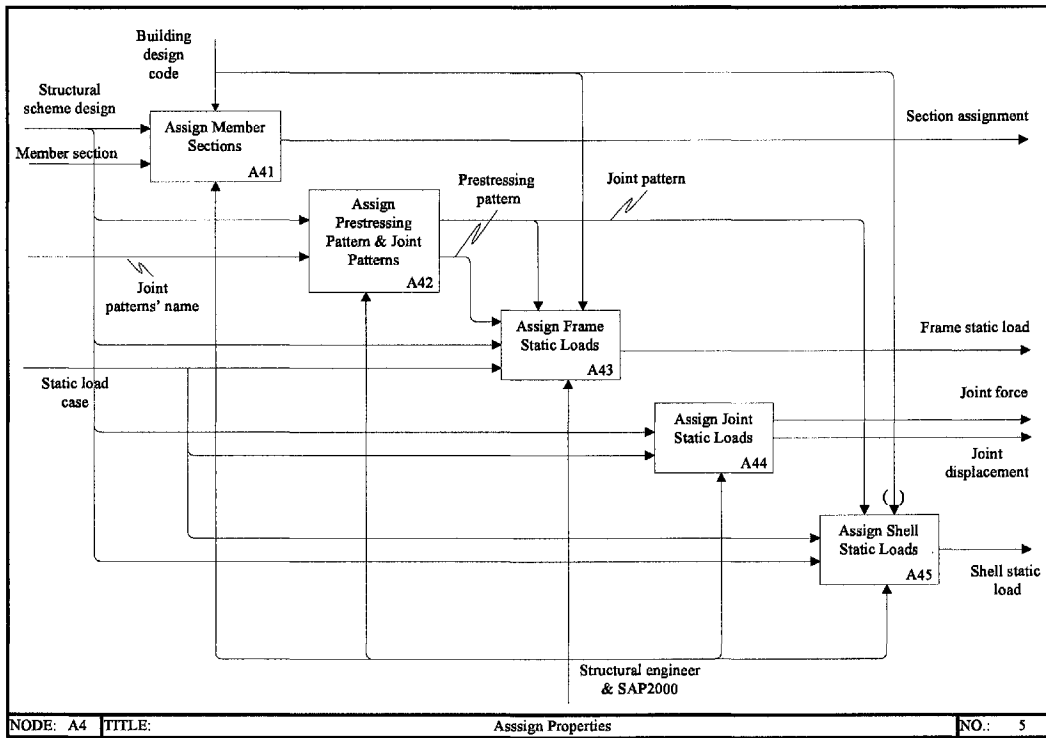 Building
design
code
Structural
scheme design
Member section
Assign Member
Sections
A41
Section assignment
Assign
Prestressing
Pattern & Joint
Patterns
A42
Prestressing
pattern
Joint pattern
Joint
patterns' name
Assign Frame
Static Loads
A43
Frame static load
Static load
case
Assign Joint
Static Loads
A44
Joint force
Joint
displacement
( )
Assign Shell
Static Loads
A45
Shell static
load
Structural engineer
& SAP2000
NODE: A4 TITLE: Asssign Properties NO.: 5